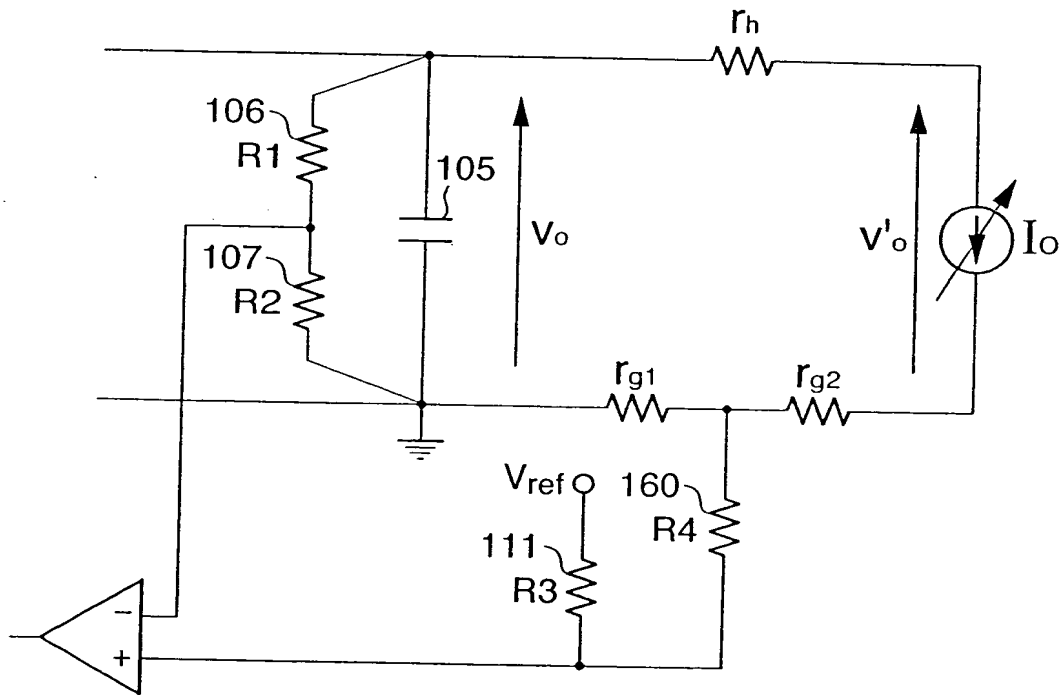 rh
106
R1
105
vo
v'o
Io
107
R2
rg1
rg2
Vref
160
R4
111
R3
−
+